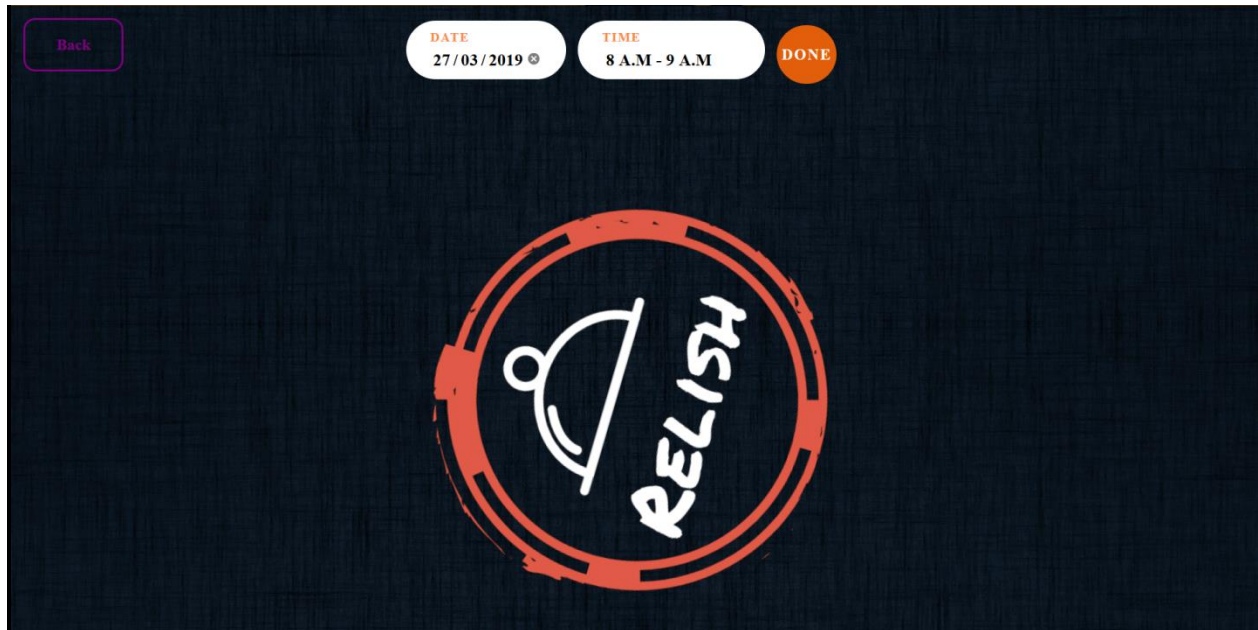 Back
DATE
27/03/2019
TIME
8 A.M - 9 A.M
DONE
RELISH